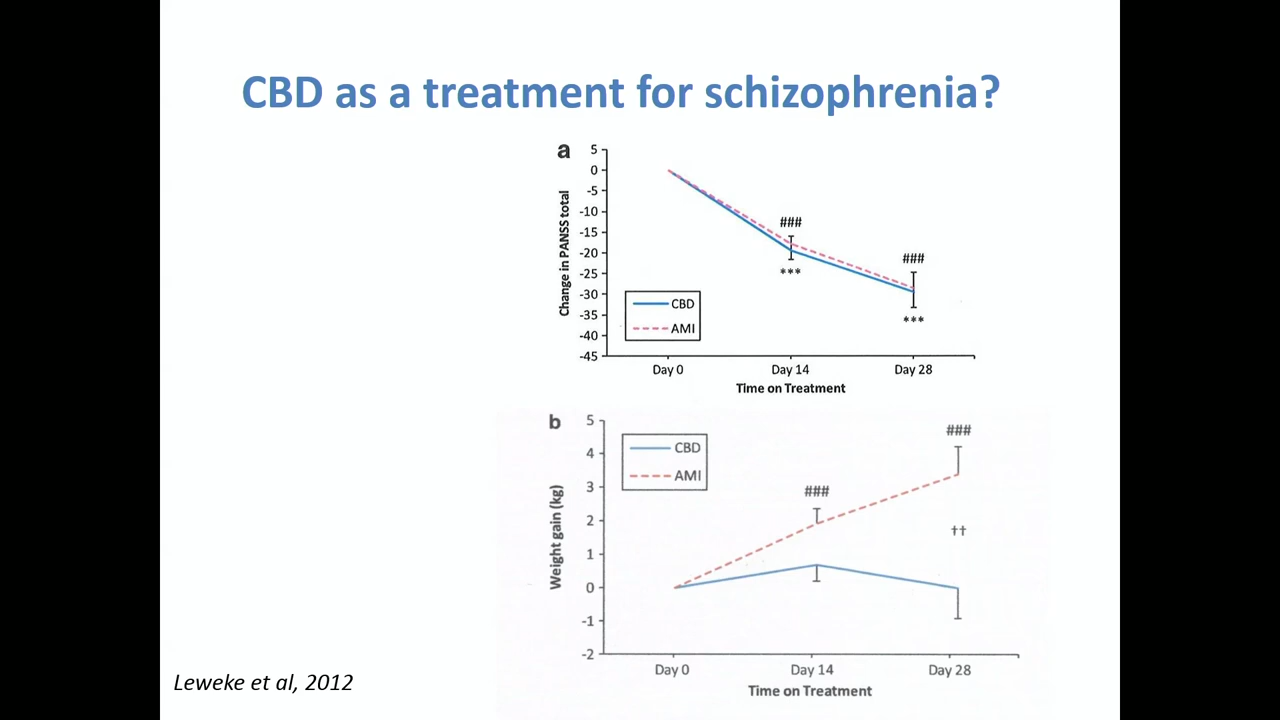 CBD as a treatment for schizophrenia?
a
5
0
-5
-10
-15
-20
-25
-30
-35
-40
-45
Change in PANSS total
###
***
###
***
CBD
AMI
Day 0
Day 14
Day 28
Time on Treatment
b
5
4
3
2
1
0
-1
-2
Weight gain (kg)
CBD
AMI
###
###
††
Day 0
Day 14
Day 28
Time on Treatment
Leweke et al, 2012